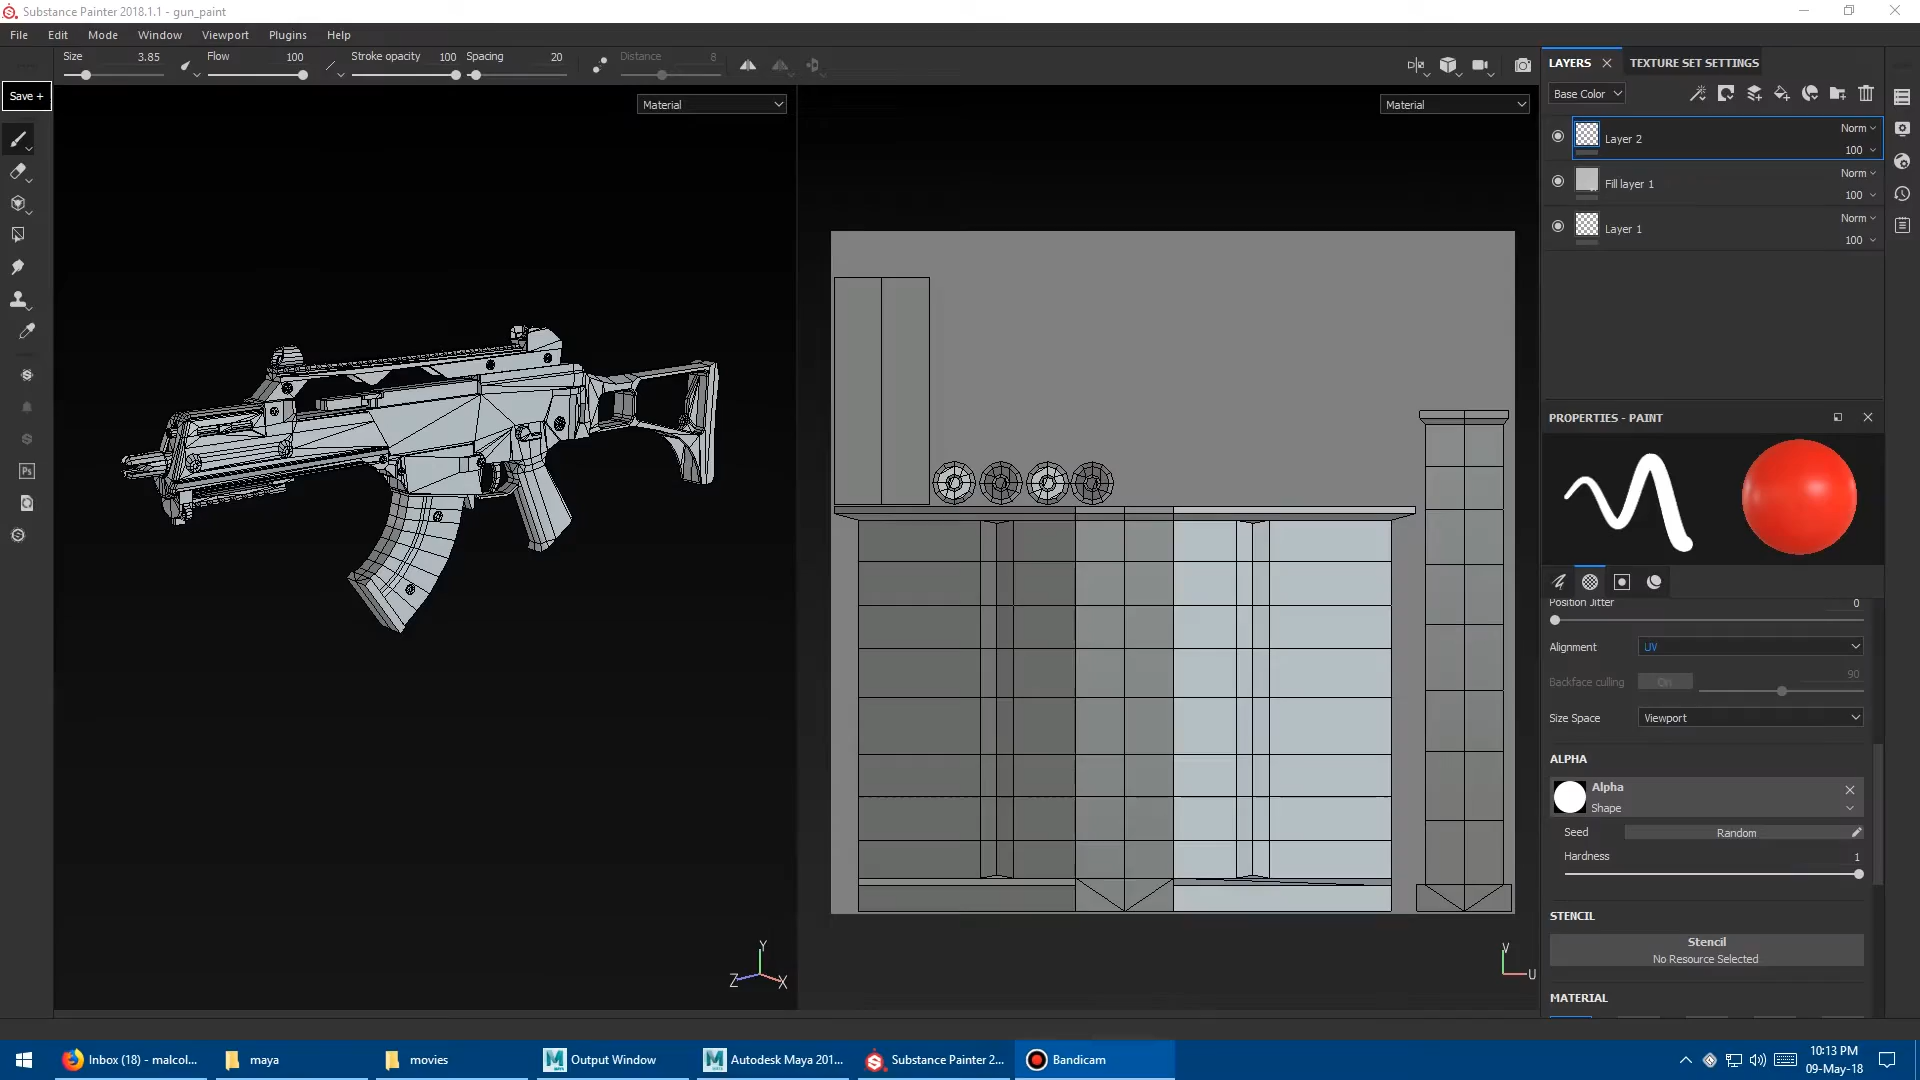 Substance Painter 2018.1.1 - gun_paint
File Edit Mode Window Viewport Plugins Help
Size 3.85 Flow 100 Stroke opacity 100 Spacing 20 Distance 8
Save +
Material
Material
LAYERS TEXTURE SET SETTINGS
Base Color
Layer 2 Norm
100
Fill layer 1 Norm
100
Layer 1 Norm
100
PROPERTIES - PAINT
Position Jitter 0
Alignment UV
Backface culling On 90
Size Space Viewport
ALPHA
Alpha
Shape
Seed Random
Hardness 1
STENCIL
Stencil
No Resource Selected
MATERIAL
Y
Z X
V
U
Ps
Inbox (18) - malcol... maya movies Output Window Autodesk Maya 201... Substance Painter 2... Bandicam
10:13 PM
09-May-18